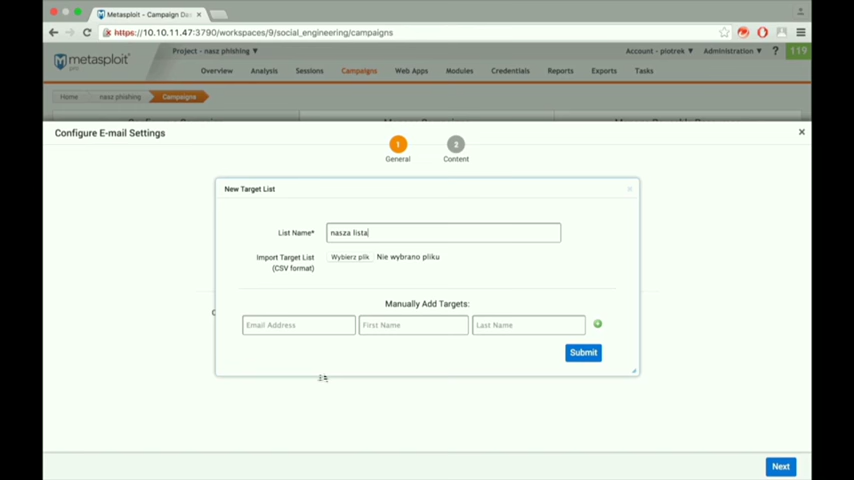 Metasploit - Campaign Das
https://10.10.11.47:3790/workspaces/9/social_engineering/campaigns
metasploit
pro
Project - nasz phishing ▼
Account - piotrek ▼
Administration ▼
?
119
Overview
Analysis
Sessions
Campaigns
Web Apps
Modules
Credentials
Reports
Exports
Tasks
Home
nasz phishing
Campaigns
Configure E-mail Settings
1
2
General
Content
New Target List
List Name*
nasza lista
Import Target List
(CSV format)
Wybierz plik
Nie wybrano pliku
Manually Add Targets:
Email Address
First Name
Last Name
Submit
Next